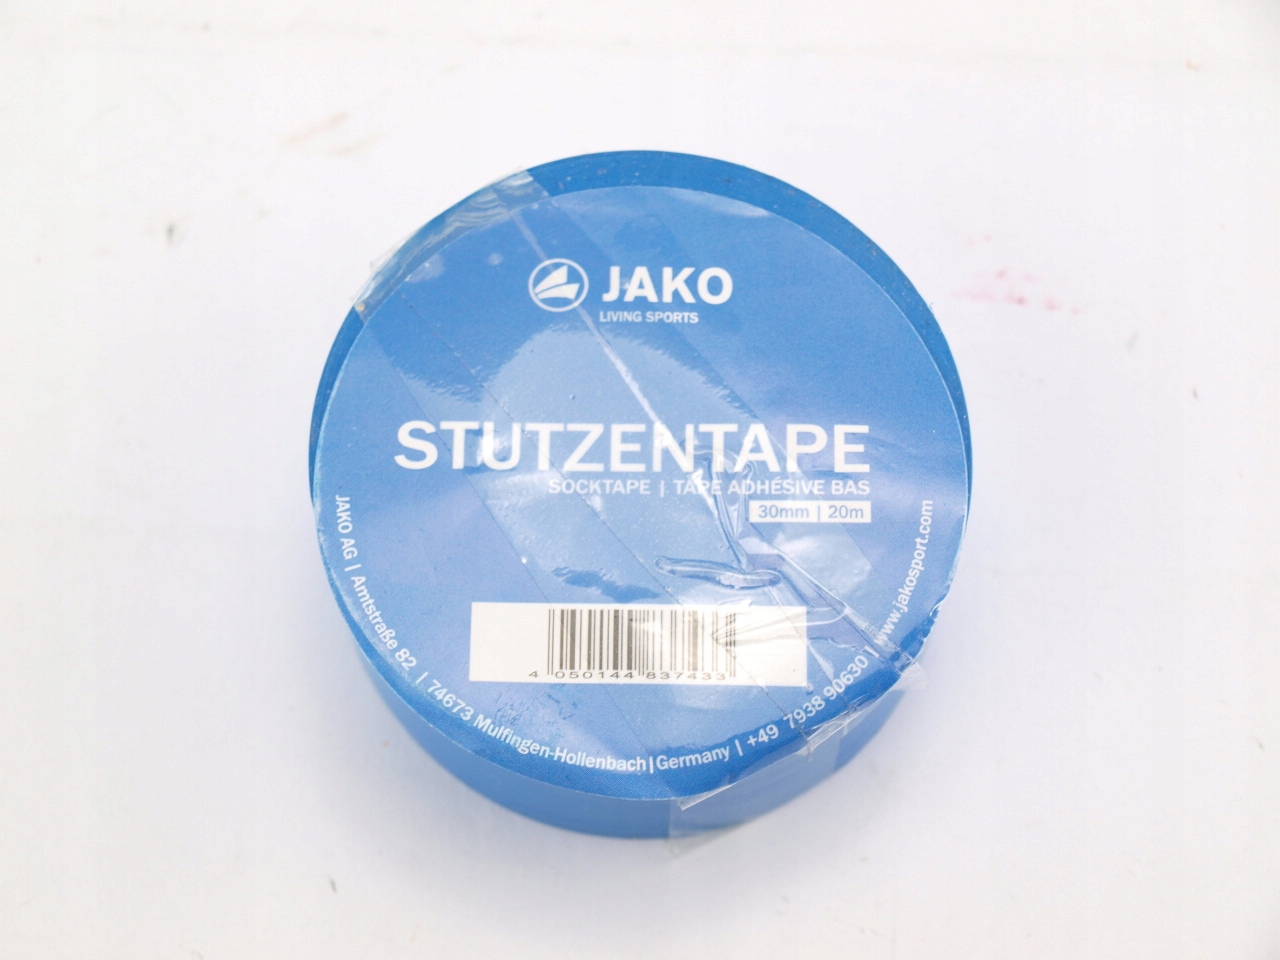 JAKO
LIVING SPORTS
STUTZENTAPE
SOCKTAPE | TAPE ADHÉSIVE BAS
30mm | 20m
4 050144 837433
JAKO AG | Amtstraße 82 | 74673 Mulfingen-Hollenbach | Germany | +49 7938 90630 | www.jakosport.com